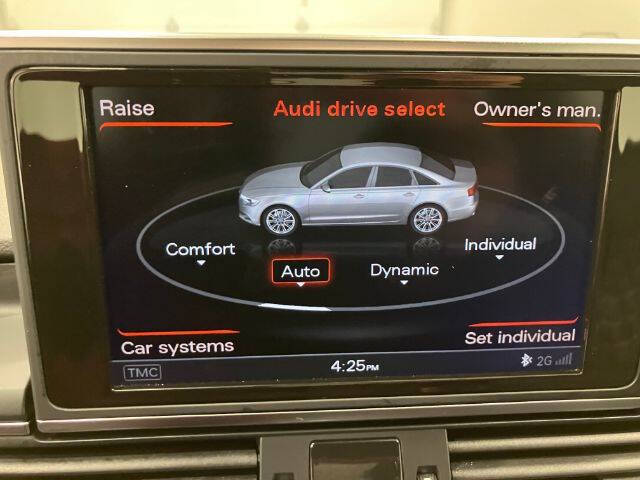 Raise
Audi drive select
Owner's man.
Comfort
Auto
Dynamic
Individual
Car systems
Set individual
TMC
4:25PM
2G